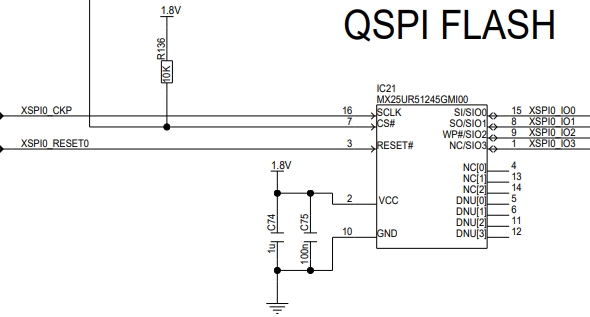 QSPI FLASH
1.8V
R136
10K
IC21
MX25UR51245GMI00
XSPI0_CKP 16 SCLK SI/SIO0 15 XSPI0_IO0
7 CS# SO/SIO1 8 XSPI0_IO1
WP#/SIO2 9 XSPI0_IO2
XSPI0_RESET0 3 RESET# NC/SIO3 1 XSPI0_IO3
1.8V
NC[0] 4
NC[1] 13
NC[2] 14
2 VCC DNU[0] 5
DNU[1] 6
DNU[2] 11
10 GND DNU[3] 12
C74
1u
C75
100n